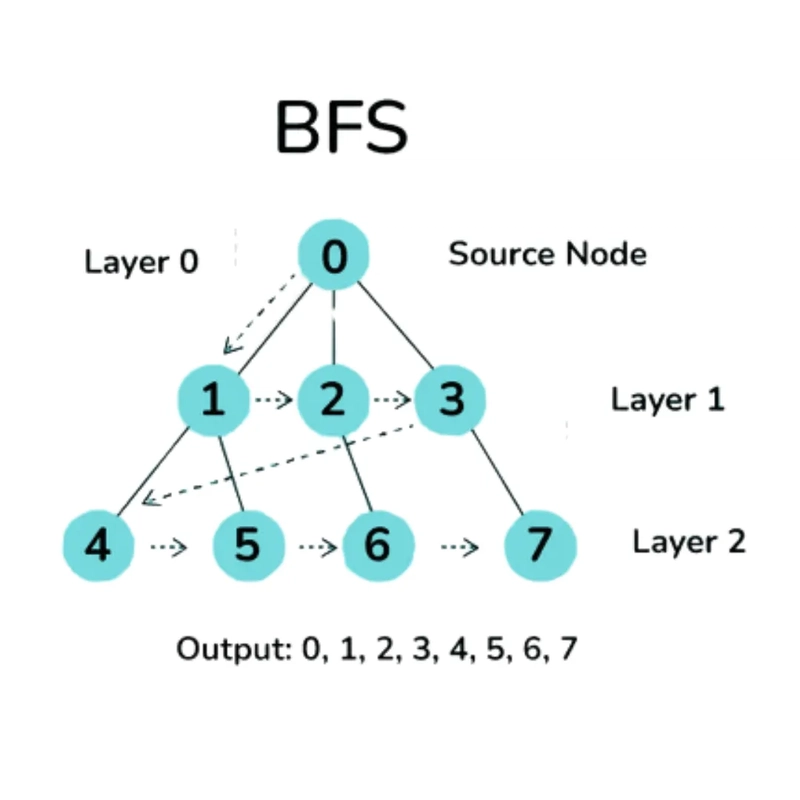 BFS
Layer 0
0
Source Node
1
2
3
Layer 1
4
5
6
7
Layer 2
Output: 0, 1, 2, 3, 4, 5, 6, 7